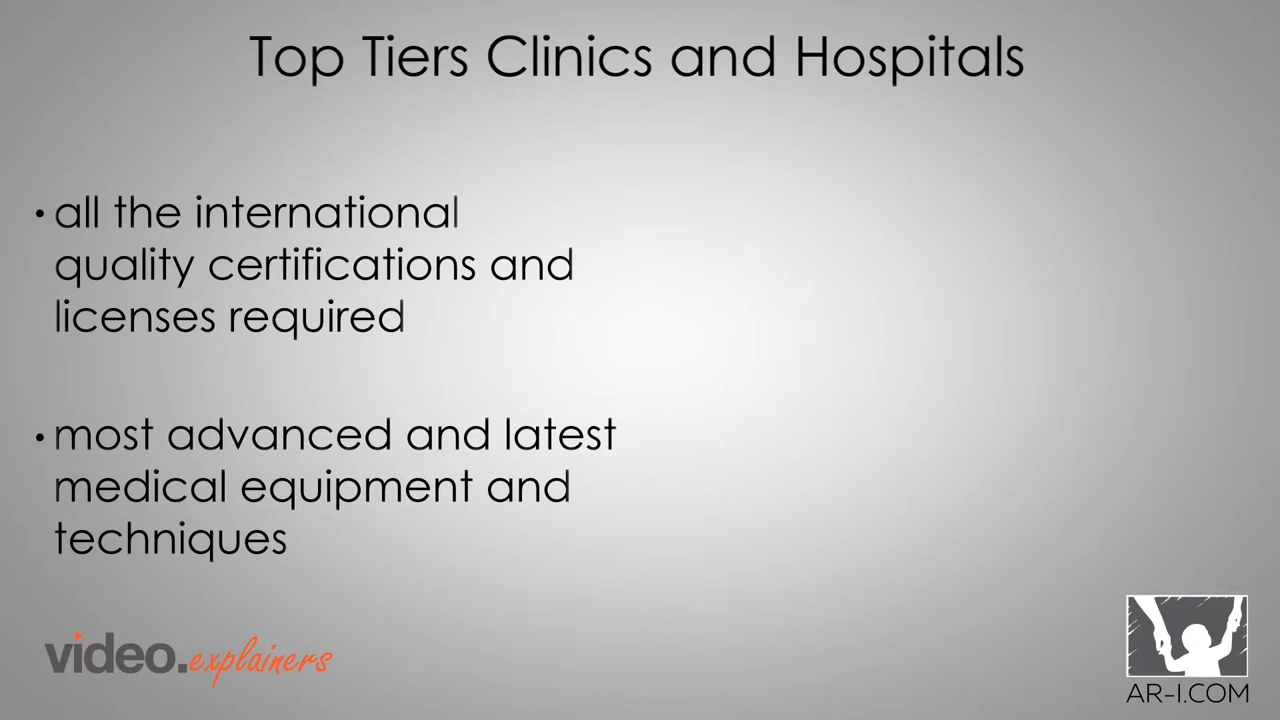 Top Tiers Clinics and Hospitals
• all the international
quality certifications and
licenses required
• most advanced and latest
medical equipment and
techniques
video.explainers
AR-I.COM